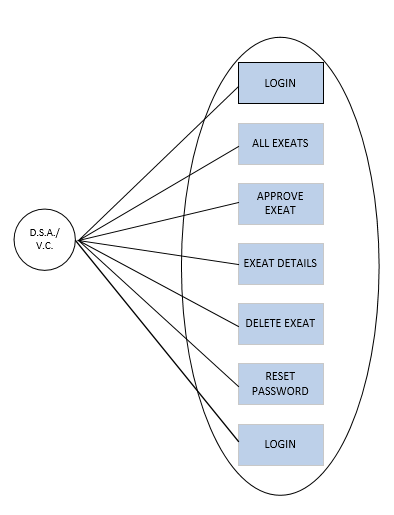 LOGIN
ALL EXEATS
APPROVE
EXEAT
D.S.A./
V.C.
EXEAT DETAILS
DELETE EXEAT
RESET
PASSWORD
LOGIN